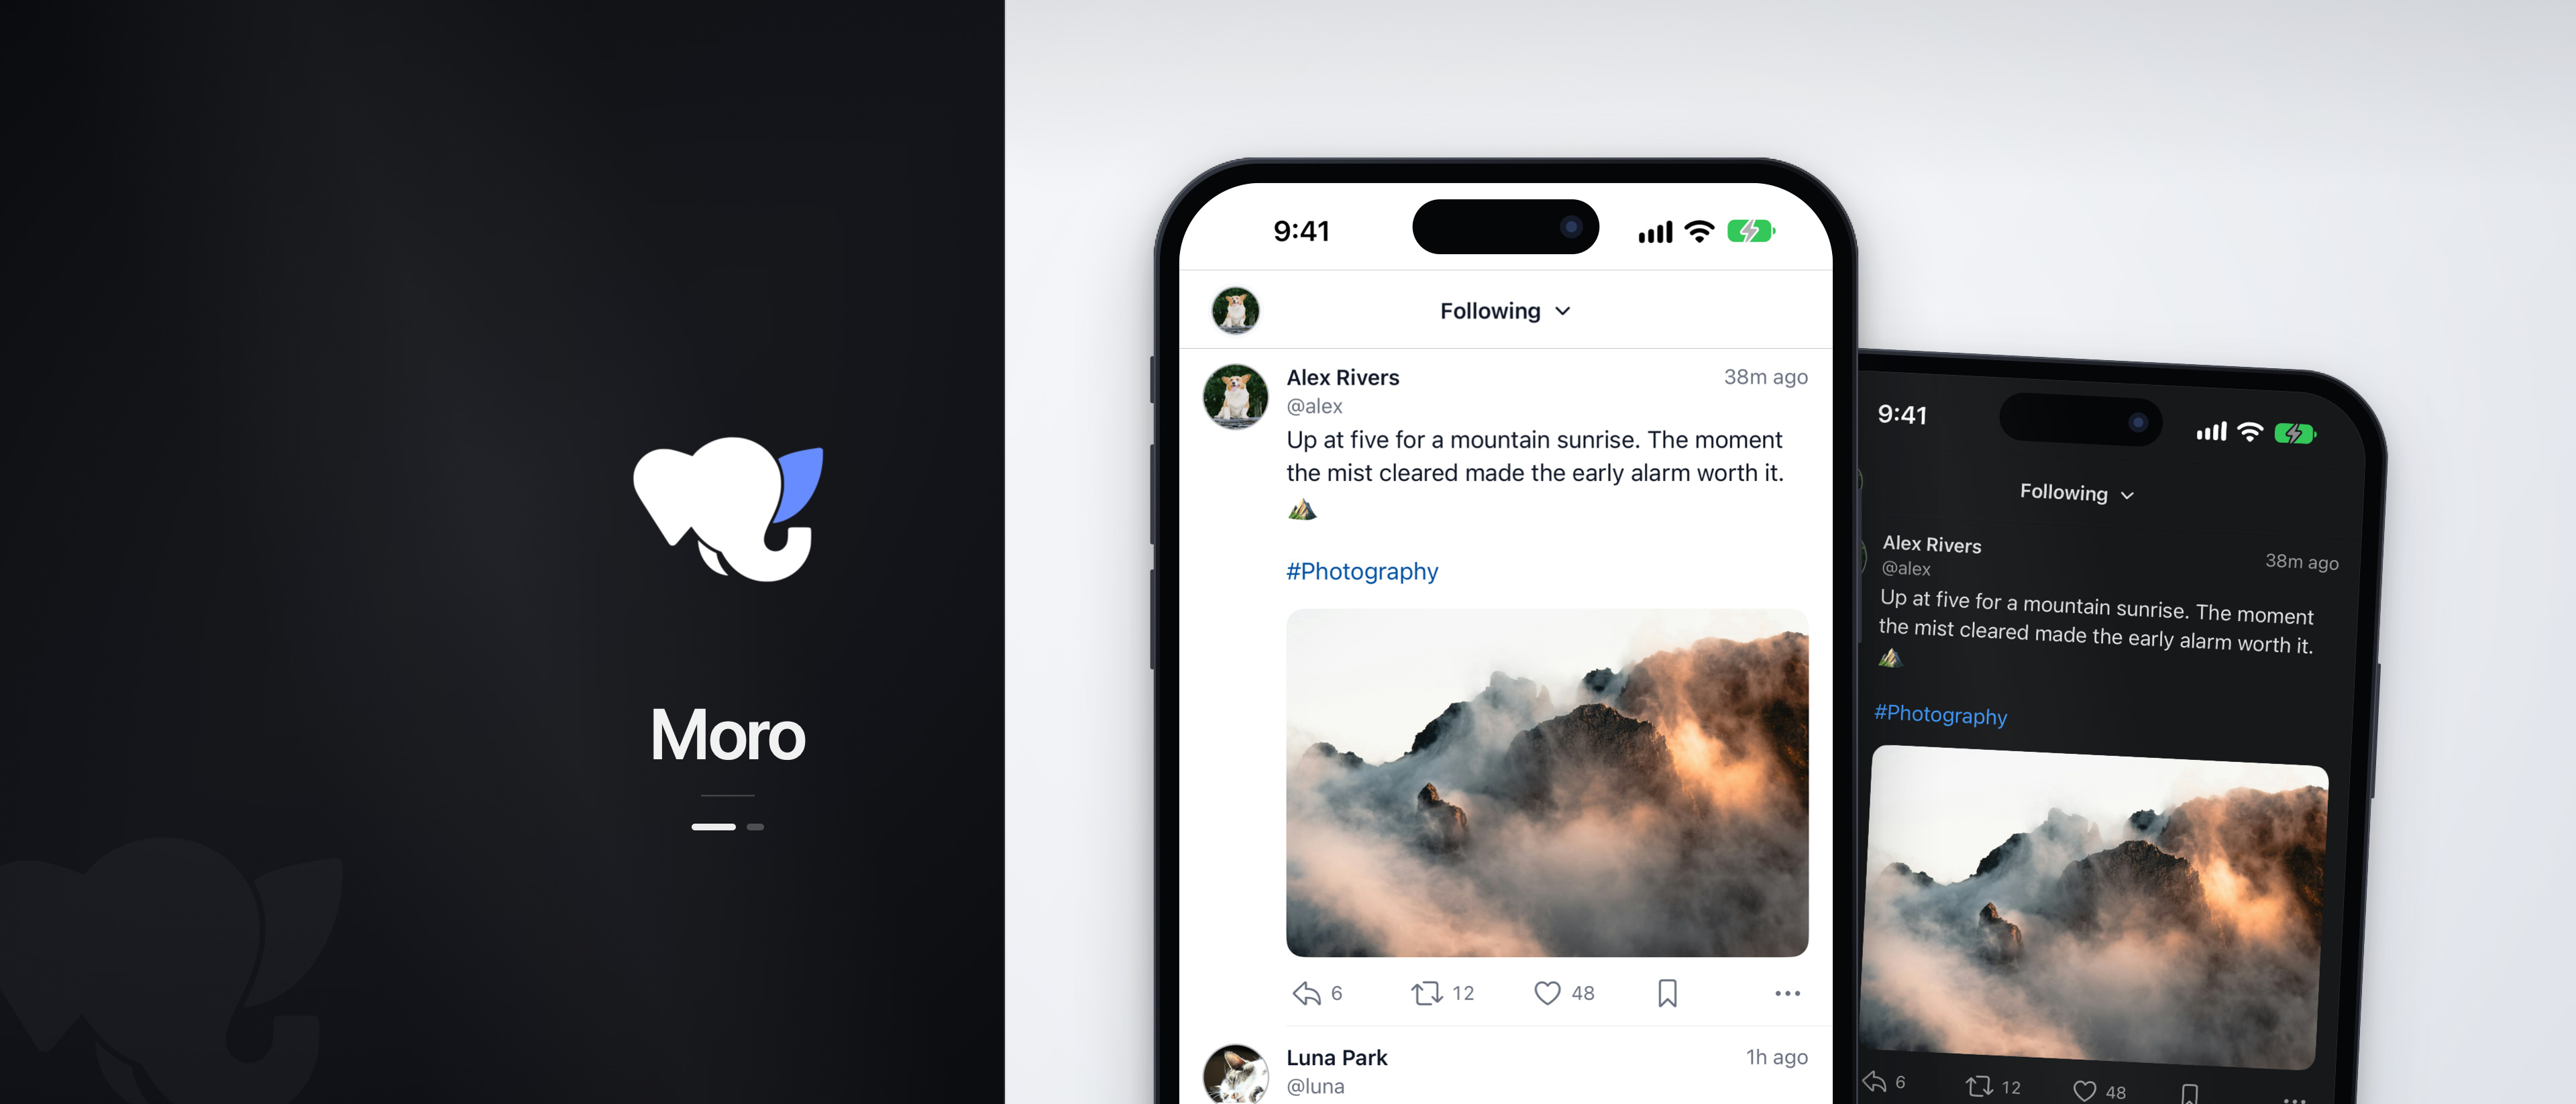 Moro
9:41
Following
Alex Rivers
38m ago
@alex
Up at five for a mountain sunrise. The moment
the mist cleared made the early alarm worth it.
#Photography
6
12
48
Luna Park
1h ago
@luna
9:41
Following
Alex Rivers
38m ago
@alex
Up at five for a mountain sunrise. The moment
the mist cleared made the early alarm worth it.
#Photography
6
12
48